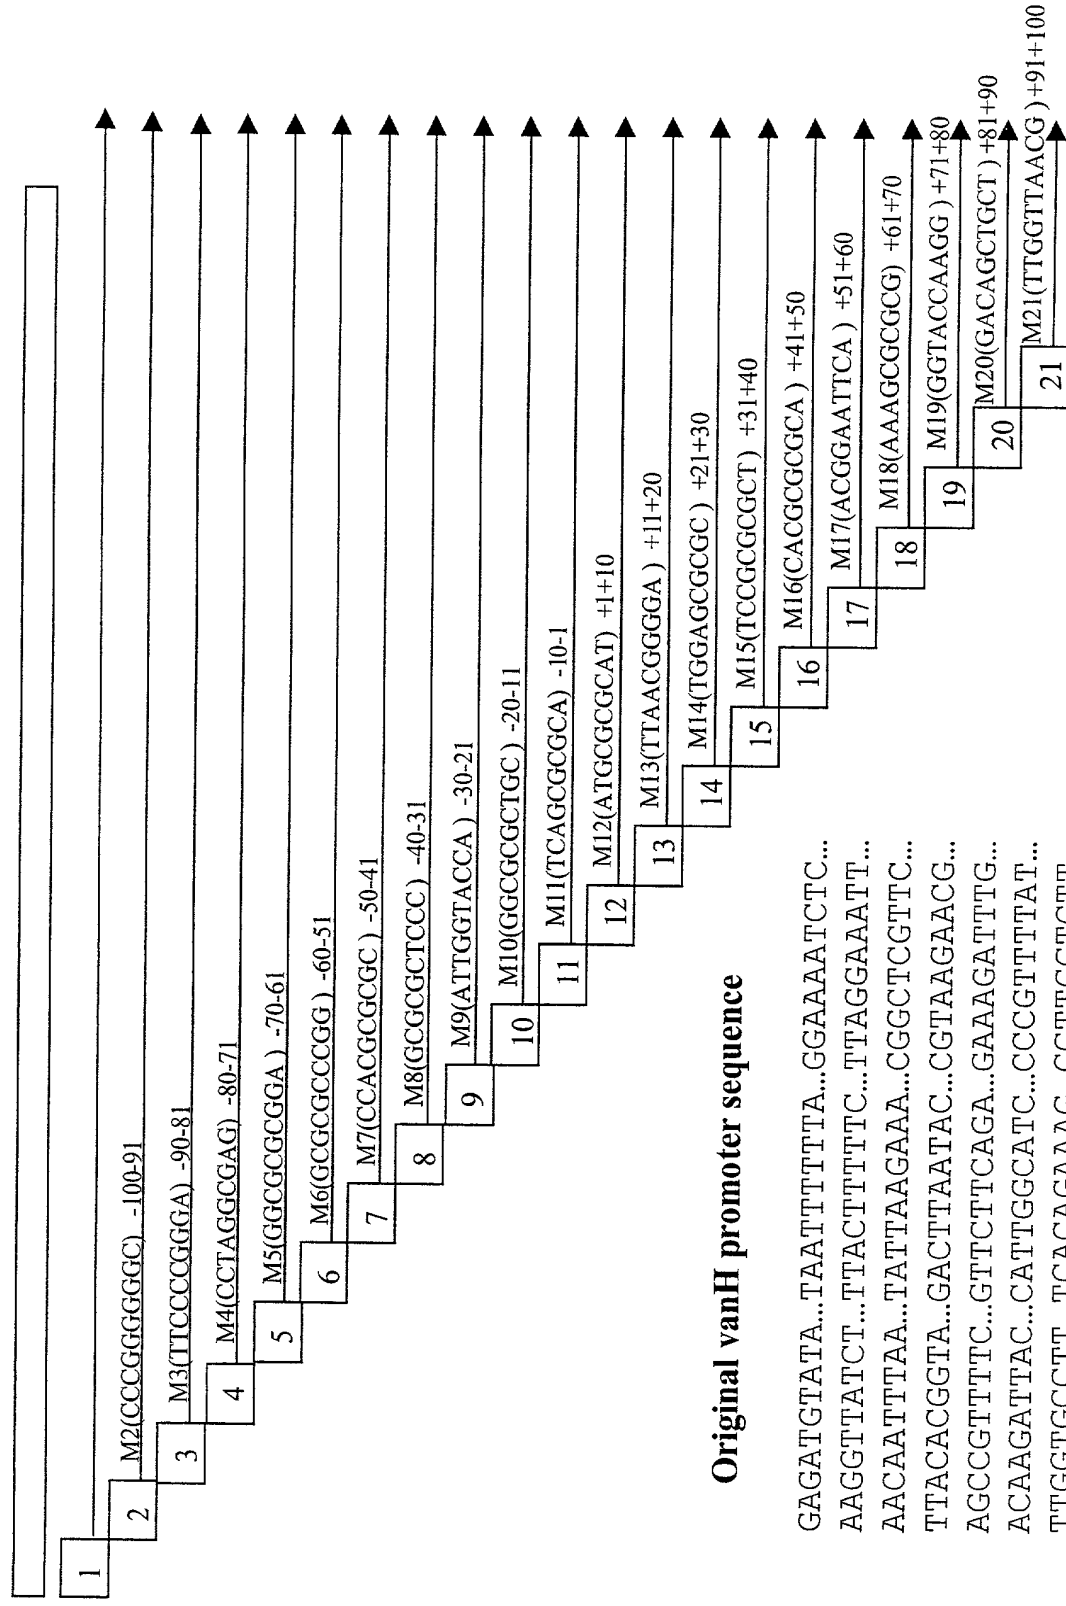 1
2 M2(CCCGGGGGGC) -100-91
3 M3(TTCCCCGGGA) -90-81
4 M4(CCTAGGCGAG) -80-71
5 M5(GGCGCGCGGA ) -70-61
6 M6(GCGCGCCCGG ) -60-51
7 M7(CCACGCGCGC ) -50-41
8 M8(GCGCGCTCCC ) -40-31
9 M9(ATTGGTACCA ) -30-21
10 M10(GGCGCGCTGC ) -20-11
11 M11(TCAGCGCGCA) -10-1
12 M12(ATGCGCGCAT) +1+10
13 M13(TTAACGGGGA ) +11+20
14 M14(TGGAGCGCGC ) +21+30
15 M15(TCCGCGCGCT) +31+40
16 M16(CACGCGCGCA ) +41+50
17 M17(ACGGAATTCA ) +51+60
18 M18(AAAGCGCGCG) +61+70
19 M19(GGTACCAAGG ) +71+80
20 M20(GACAGCTGCT ) +81+90
21 M21(TTGGTTAACG ) +91+100
Original vanH promoter sequence
GAGATGTATA...TAATTTTTTA...GGAAAATCTC...
AAGGTTATCT...TTACTTTTTC...TTAGGAAATT...
AACAATTTAA...TATTAAGAAA...CGGCTCGTTC...
TTACACGGTA...GACTTAATAC...CGTAAGAACG...
AGCCGTTTTC...GTTCTTCAGA...GAAAGATTTG...
ACAAGATTAC...CATTGGCATC...CCCGTTTTAT...